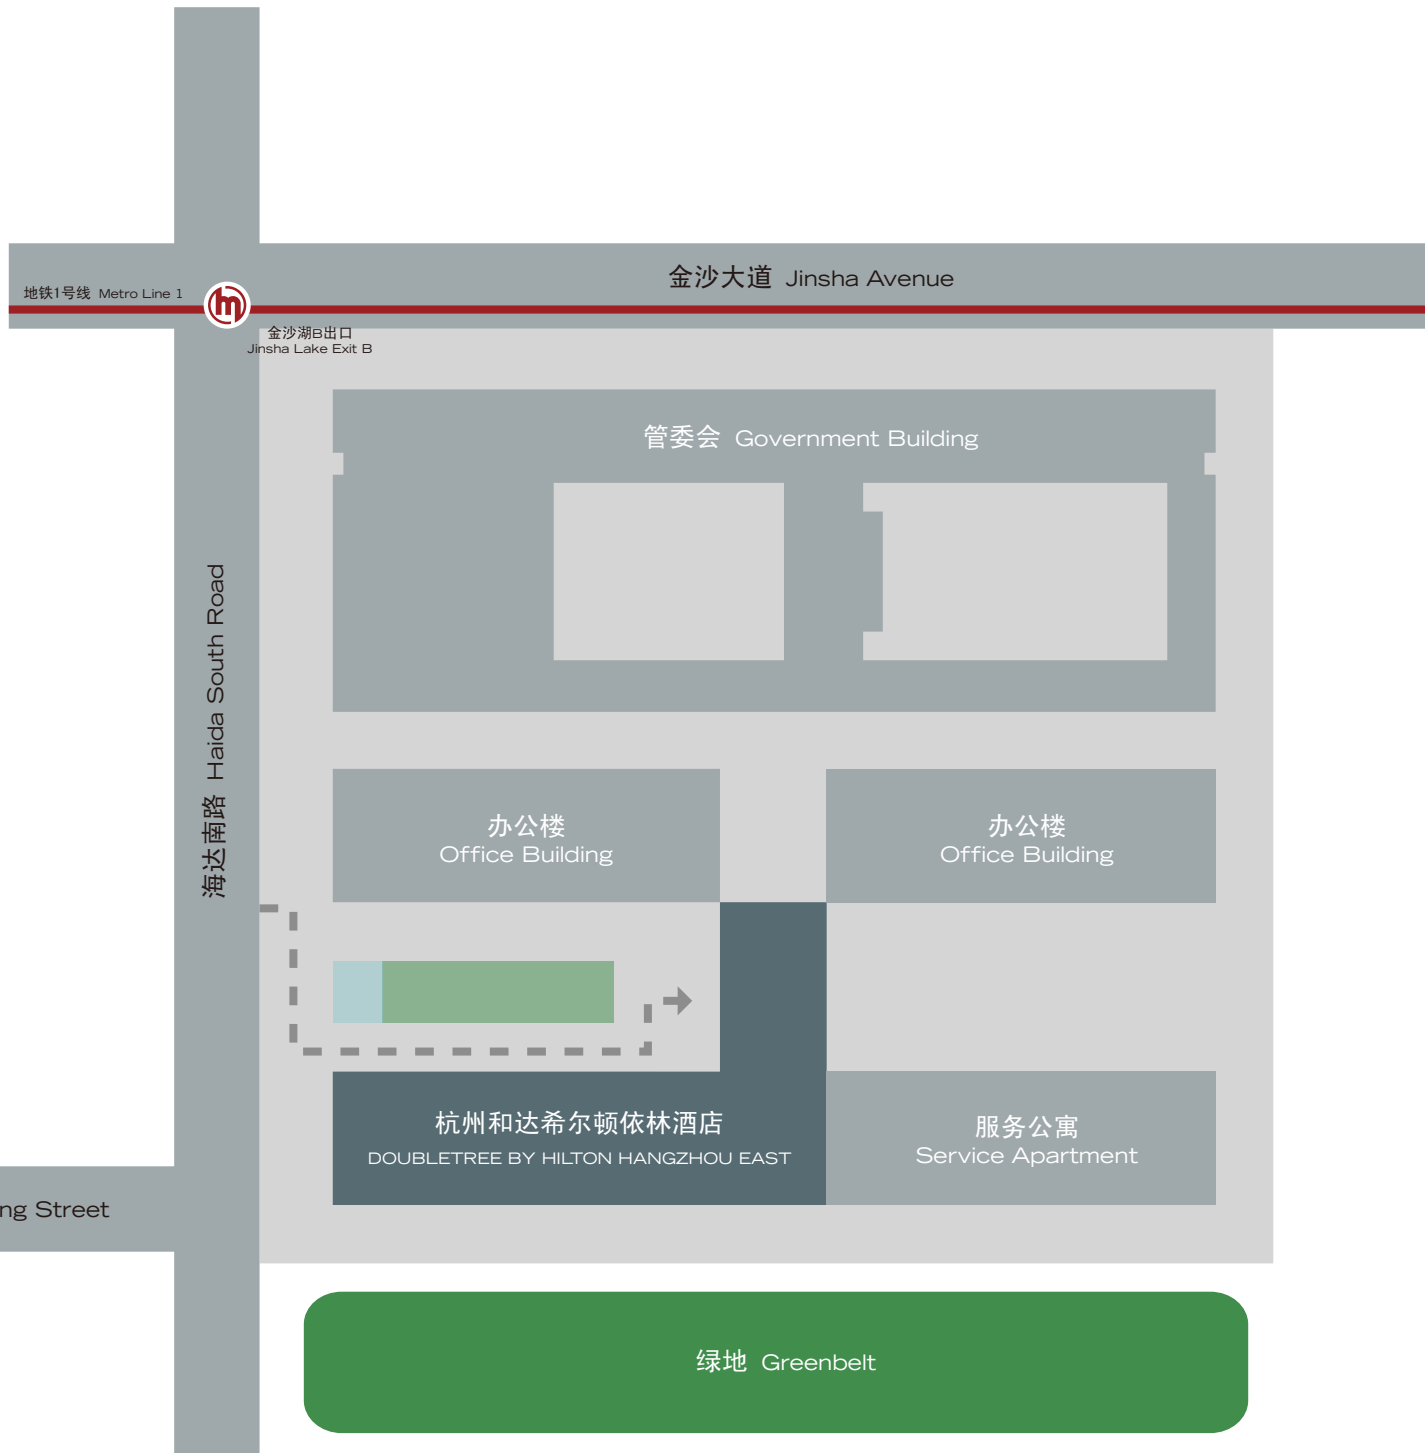 金沙大道 Jinsha Avenue
地铁1号线 Metro Line 1
金沙湖B出口
Jinsha Lake Exit B
管委会 Government Building
海达南路 Haida South Road
办公楼
Office Building
办公楼
Office Building
杭州和达希尔顿依林酒店
DOUBLETREE BY HILTON HANGZHOU EAST
服务公寓
Service Apartment
ng Street
绿地 Greenbelt